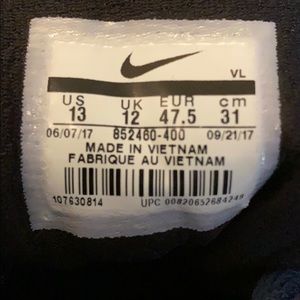 VL
US UK EUR cm
13 12 47.5 31
06/07/17 852460-400 09/21/17
MADE IN VIETNAM
FABRIQUE AU VIETNAM
107630814 UPC